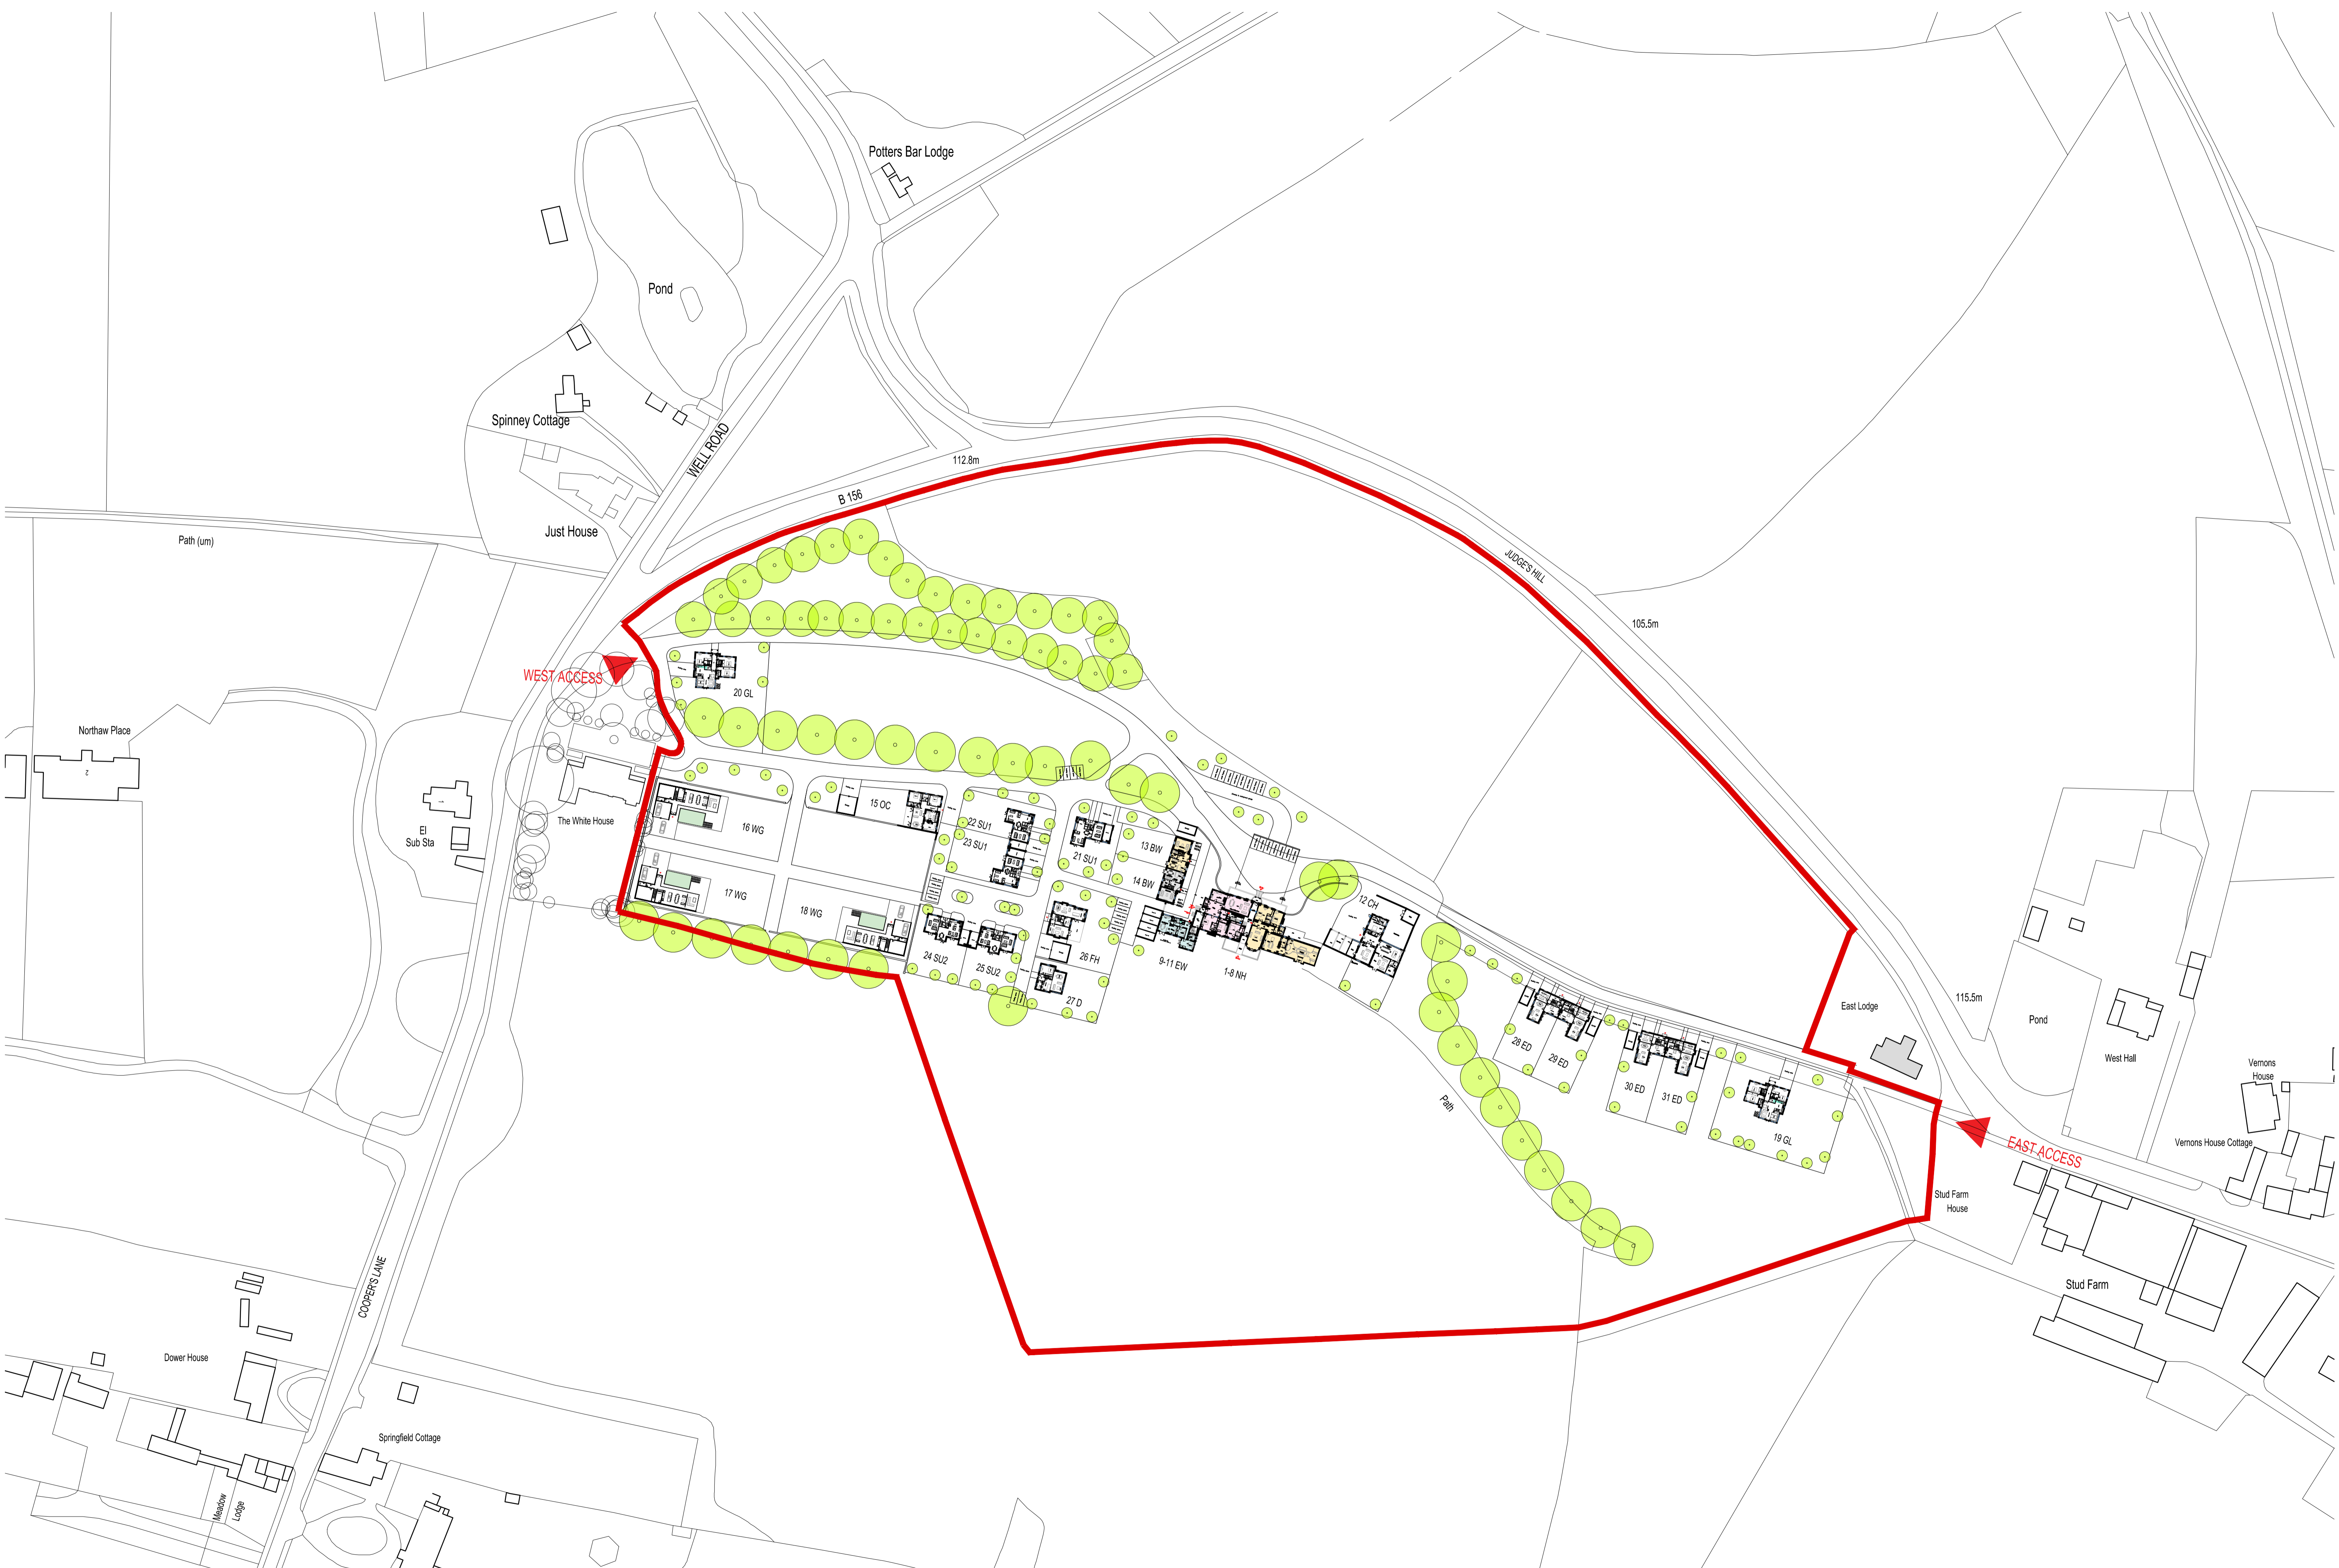 Potters Bar Lodge
Pond
Spinney Cottage
WELL ROAD
112.8m
B 156
Just House
Path (um)
JUDGE'S HILL
105.5m
WEST ACCESS
20 GL
Northaw Place
2
1
El
Sub Sta
The White House
16 WG
15 OC
22 SU1
23 SU1
21 SU1
13 BW
14 BW
17 WG
18 WG
12 CH
24 SU2
25 SU2
26 FH
27 D
9-11 EW
1-8 NH
28 ED
29 ED
30 ED
31 ED
19 GL
Path
East Lodge
115.5m
Pond
West Hall
Vernons
House
Vernons House Cottage
EAST ACCESS
Stud Farm
House
Stud Farm
COOPER'S LANE
Dower House
Springfield Cottage
Meadow
Lodge